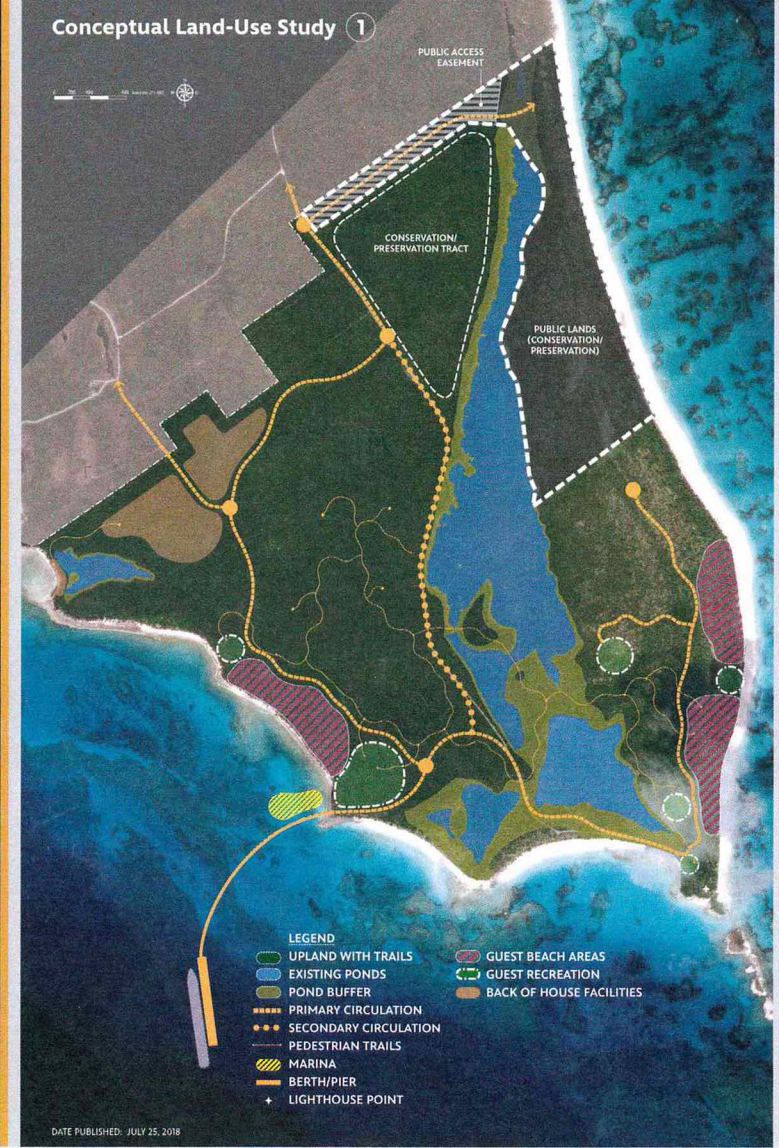 Conceptual Land-Use Study 1
PUBLIC ACCESS
EASEMENT
CONSERVATION/
PRESERVATION TRACT
PUBLIC LANDS
(CONSERVATION/
PRESERVATION)
LEGEND
UPLAND WITH TRAILS
EXISTING PONDS
POND BUFFER
PRIMARY CIRCULATION
SECONDARY CIRCULATION
PEDESTRIAN TRAILS
MARINA
BERTH/PIER
LIGHTHOUSE POINT
GUEST BEACH AREAS
GUEST RECREATION
BACK OF HOUSE FACILITIES
DATE PUBLISHED: JULY 25, 2018